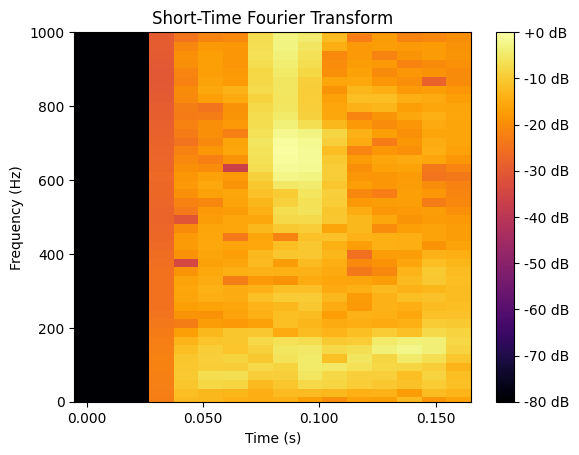 Short-Time Fourier Transform
1000
800
600
400
200
0
Frequency (Hz)
0.000
0.050
0.100
0.150
Time (s)
+0 dB
-10 dB
-20 dB
-30 dB
-40 dB
-50 dB
-60 dB
-70 dB
-80 dB